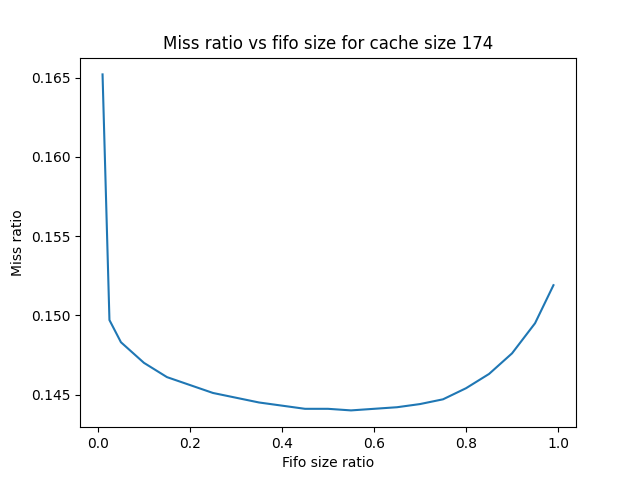 Miss ratio vs fifo size for cache size 174
0.165
0.160
0.155
0.150
0.145
Miss ratio
0.0 0.2 0.4 0.6 0.8 1.0
Fifo size ratio